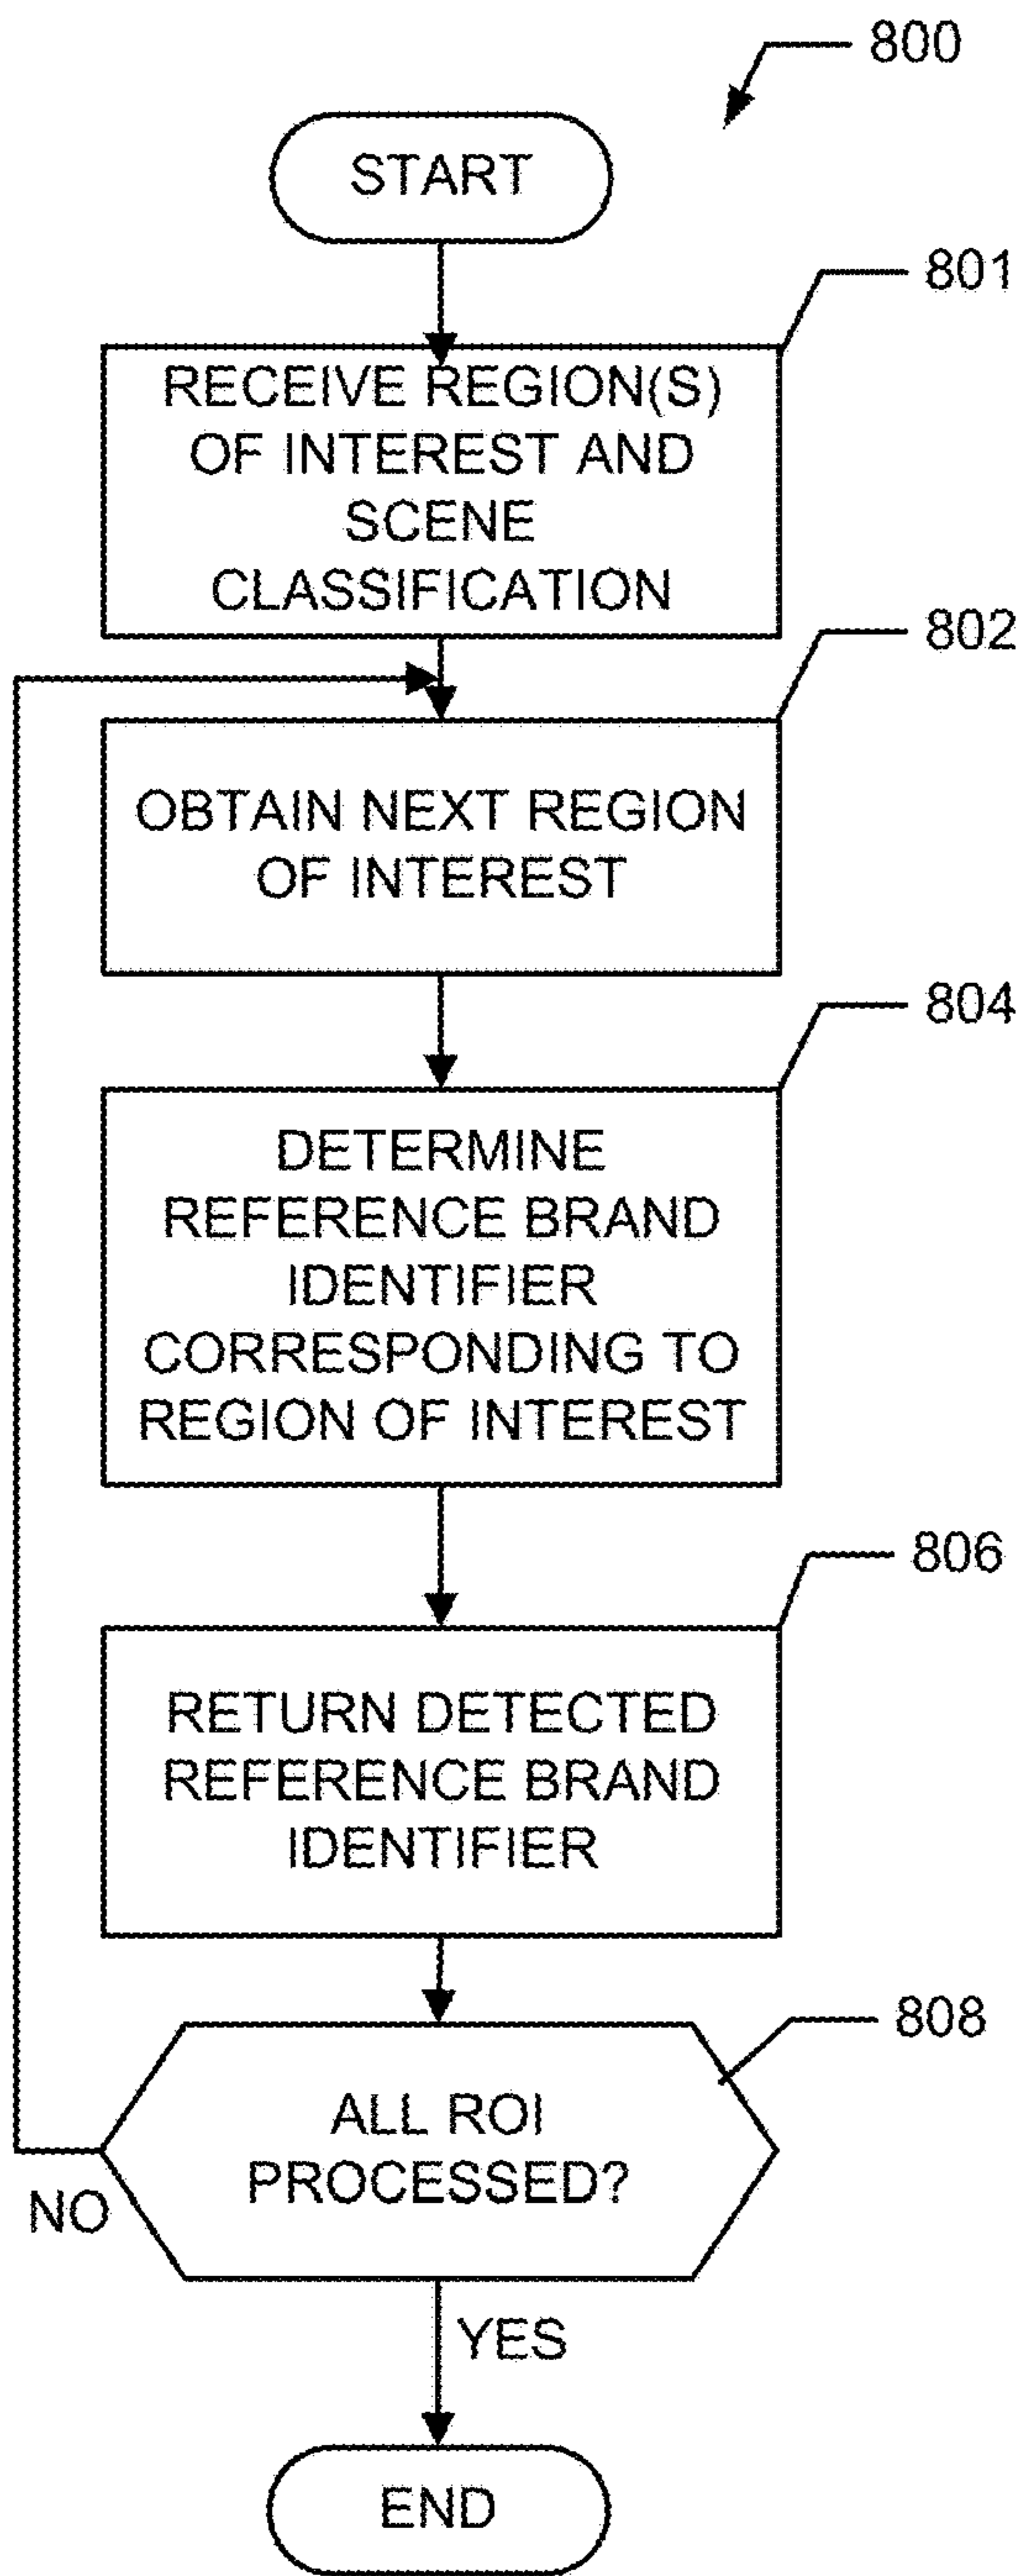 800
START
801
RECEIVE REGION(S)
OF INTEREST AND
SCENE
CLASSIFICATION
802
OBTAIN NEXT REGION
OF INTEREST
804
DETERMINE
REFERENCE BRAND
IDENTIFIER
CORRESPONDING TO
REGION OF INTEREST
806
RETURN DETECTED
REFERENCE BRAND
IDENTIFIER
808
ALL ROI
PROCESSED?
NO
YES
END